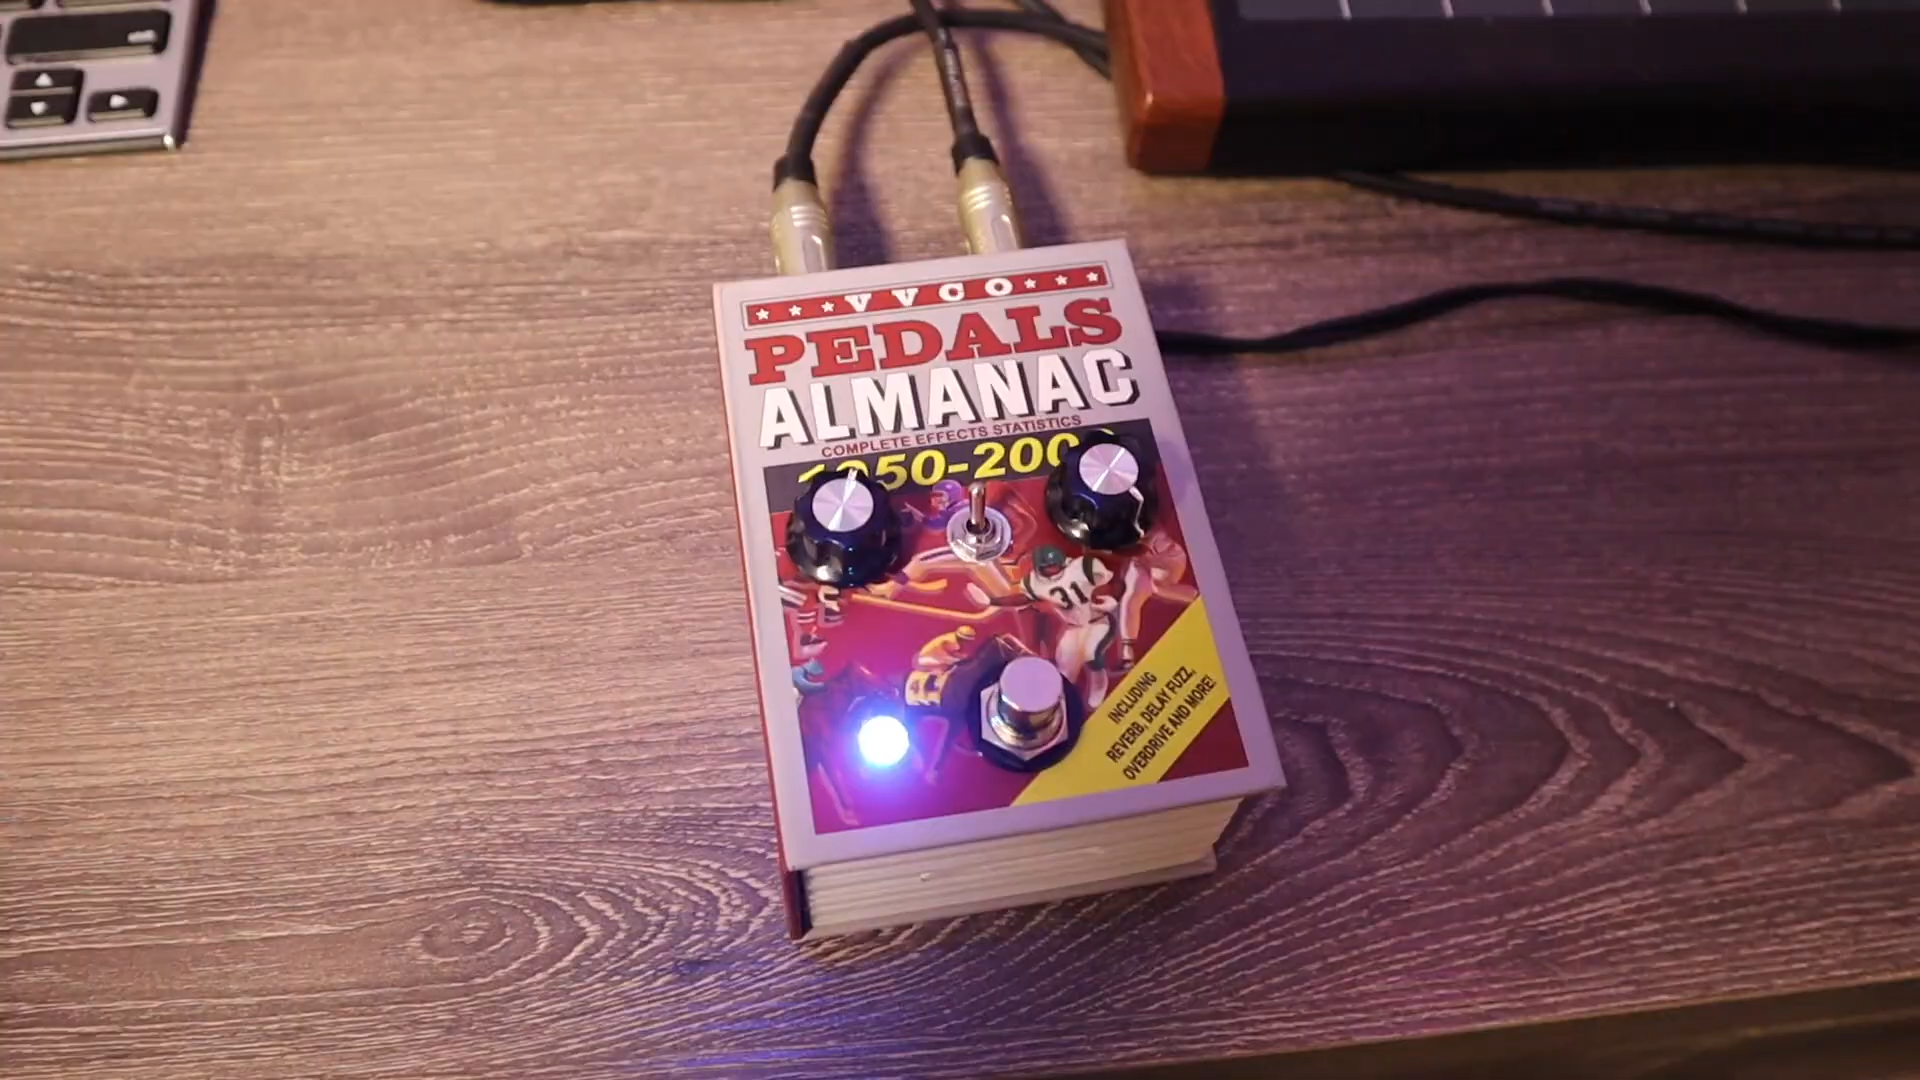 VVCO
PEDALS
ALMANAC
COMPLETE EFFECTS STATISTICS
31
INCLUDING
REVERB, DELAY FUZZ,
OVERDRIVE AND MORE!